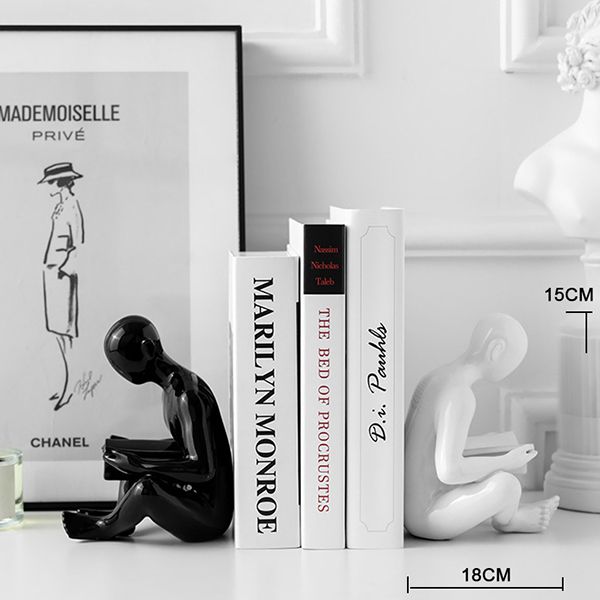 MADEMOISELLE
PRIVÉ
CHANEL
MARILYN MONROE
Nassim
Nicholas
Taleb
THE BED OF PROCRUSTES
D.i. Pauhls
15CM
18CM